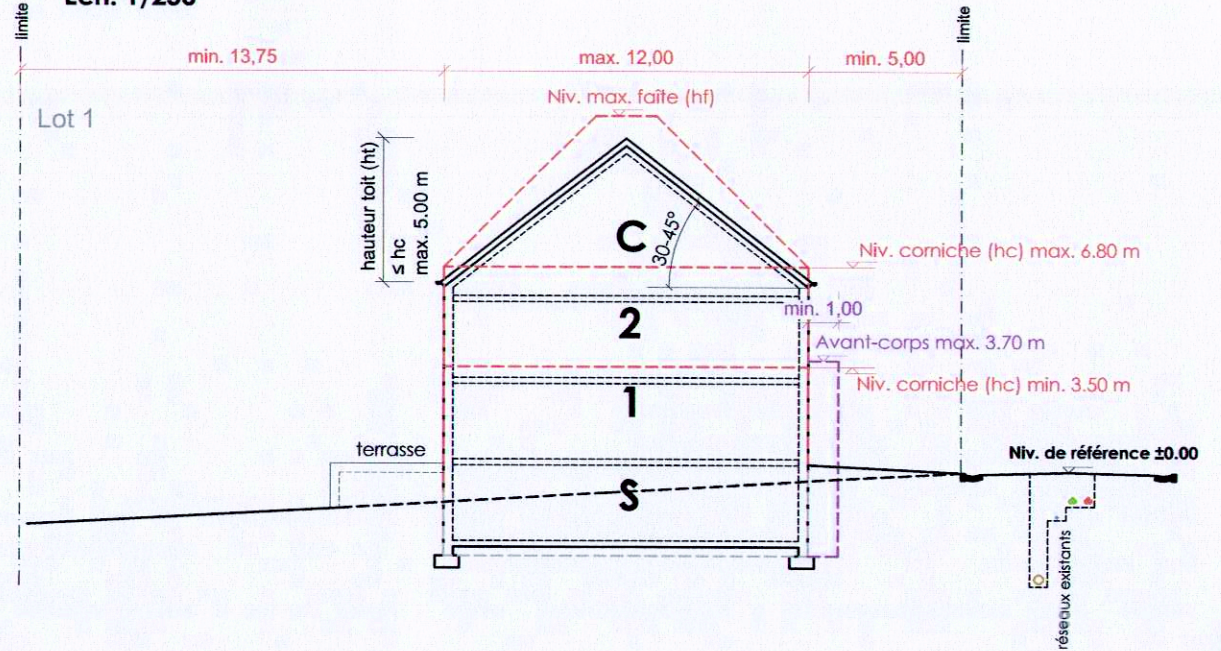 Ech. 1/250
limite
limite
min. 13,75
max. 12,00
min. 5,00
Niv. max. faîte (hf)
Lot 1
hauteur toit (ht)
≤ hc
max. 5.00 m
C
30-45°
Niv. corniche (hc) max. 6.80 m
2
min. 1,00
Avant-corps max. 3.70 m
Niv. corniche (hc) min. 3.50 m
1
terrasse
Niv. de référence ±0.00
S
réseaux existants